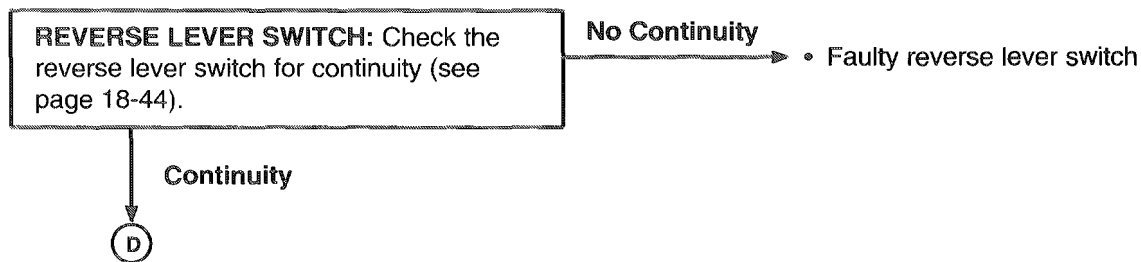 REVERSE LEVER SWITCH: Check the
reverse lever switch for continuity (see
page 18-44).
No Continuity
• Faulty reverse lever switch
Continuity
D